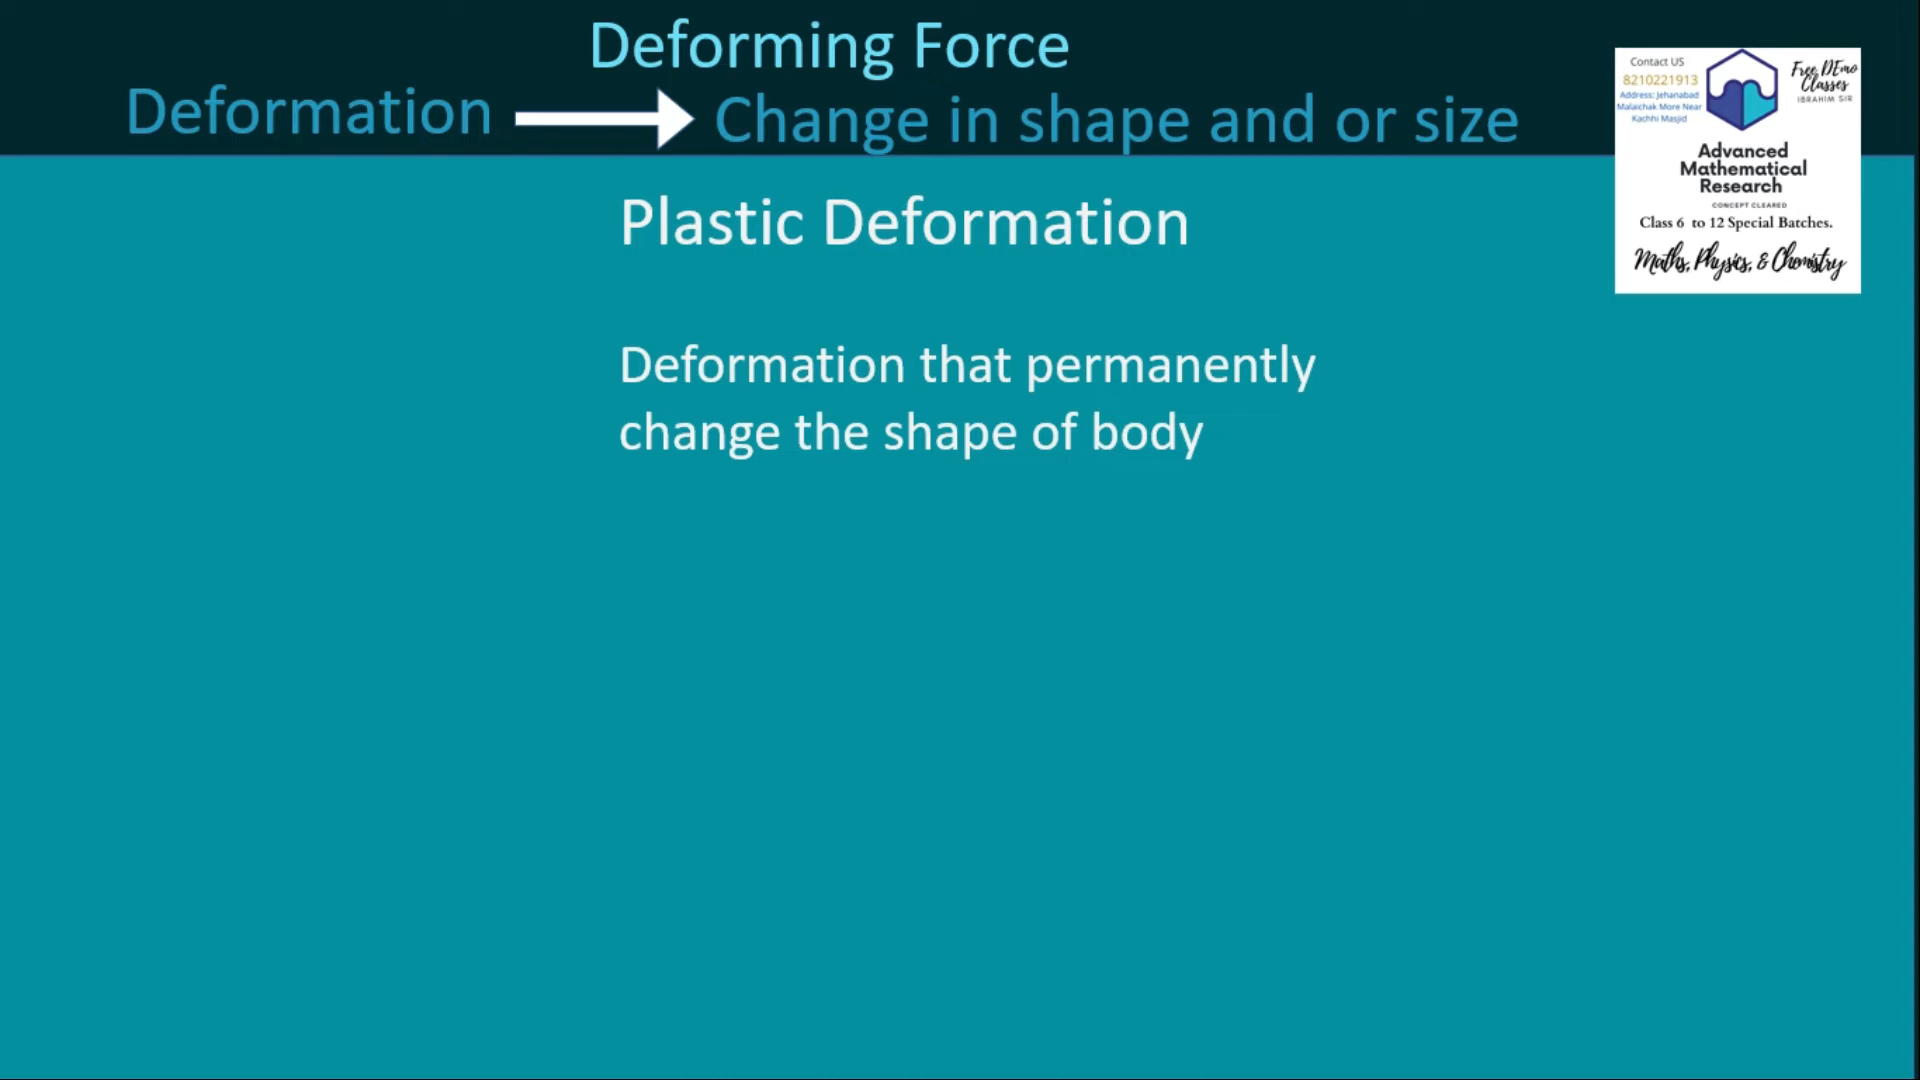 Deforming Force
Deformation
Change in shape and or size
Plastic Deformation
Deformation that permanently
change the shape of body
Contact US
8210221913
Address: Jehanabad
Malaichak More Near
Kachhi Masjid
Free DEmo
Classes
IBRAHIM SIR
Advanced
Mathematical
Research
CONCEPT CLEARED
Class 6 to 12 Special Batches.
Maths, Physics, & Chemistry